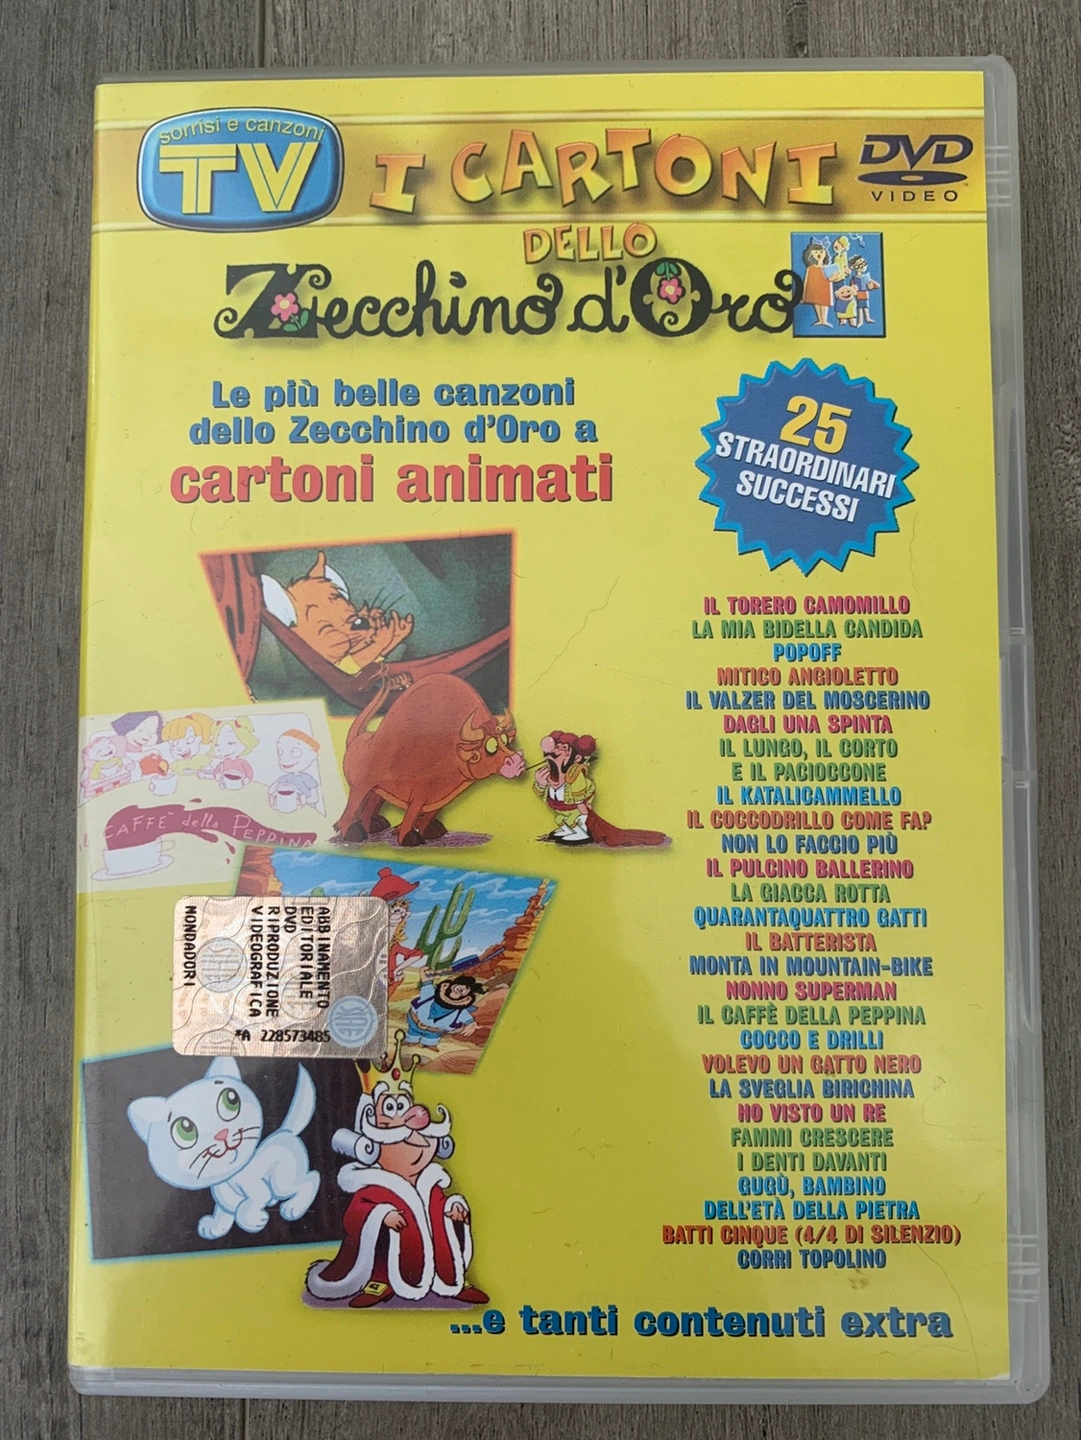 sorrisi e canzoni
TV
I CARTONI
DVD
VIDEO
DELLO
Zecchino d'Oro
Le più belle canzoni
dello Zecchino d'Oro a
cartoni animati
25
STRAORDINARI
SUCCESSI
IL TORERO CAMOMILLO
LA MIA BIDELLA CANDIDA
POPOFF
MITICO ANGIOLETTO
IL VALZER DEL MOSCERINO
DAGLI UNA SPINTA
IL LUNGO, IL CORTO
E IL PACIOCCONE
IL KATALICAMMELLO
IL COCCODRILLO COME FA?
NON LO FACCIO PIÙ
IL PULCINO BALLERINO
LA GIACCA ROTTA
QUARANTAQUATTRO GATTI
IL BATTERISTA
MONTA IN MOUNTAIN-BIKE
NONNO SUPERMAN
IL CAFFÈ DELLA PEPPINA
COCCO E DRILLI
VOLEVO UN GATTO NERO
LA SVEGLIA BIRICHINA
HO VISTO UN RE
FAMMI CRESCERE
I DENTI DAVANTI
GUGÙ, BAMBINO
DELL'ETÀ DELLA PIETRA
BATTI CINQUE (4/4 DI SILENZIO)
CORRI TOPOLINO
CAFFE' della PEPPINA
ABBINAMENTO
EDITORIALE
DVD
RIPRODUZIONE
VIDEOGRAFICA
MONDADORI
*A 228573485
...e tanti contenuti extra